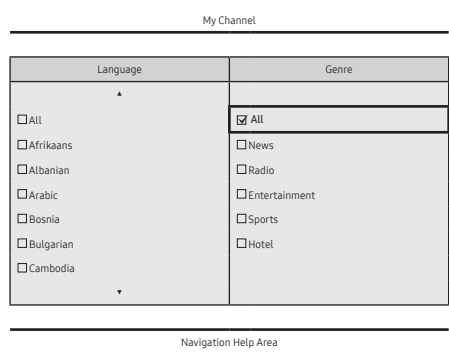 My Channel
Language Genre
All All
Afrikaans News
Albanian Radio
Arabic Entertainment
Bosnia Sports
Bulgarian Hotel
Cambodia
Navigation Help Area